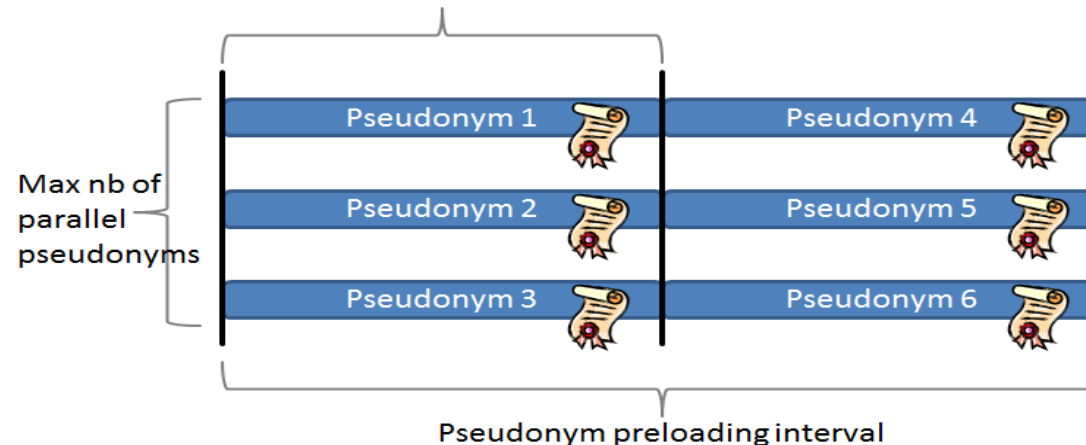 Pseudonym 1
Pseudonym 4
Max nb of
parallel
pseudonyms
Pseudonym 2
Pseudonym 5
Pseudonym 3
Pseudonym 6
Pseudonym preloading interval